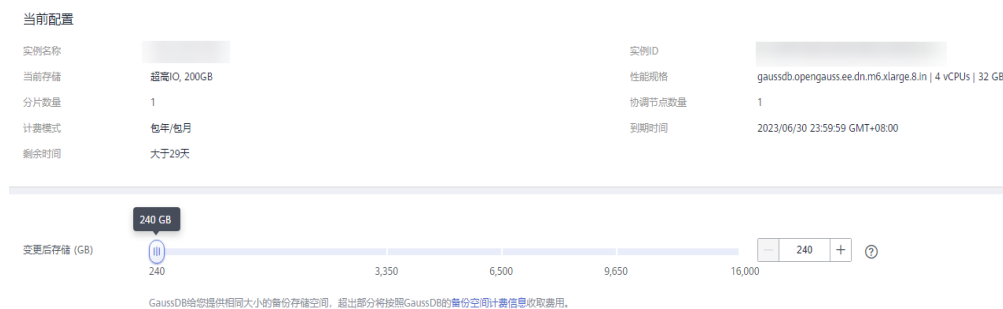 当前配置
实例名称 实例ID
当前存储 超高IO, 200GB 性能规格 gaussdb.opengauss.ee.dn.m6.xlarge.8.in | 4 vCPUs | 32 GB
分片数量 1 协调节点数量 1
计费模式 包年/包月 到期时间 2023/06/30 23:59:59 GMT+08:00
剩余时间 大于29天
240 GB
变更后存储 (GB) 240
240 3,350 6,500 9,650 16,000
GaussDB给您提供相同大小的备份存储空间，超出部分将按照GaussDB的备份空间计费信息收取费用。